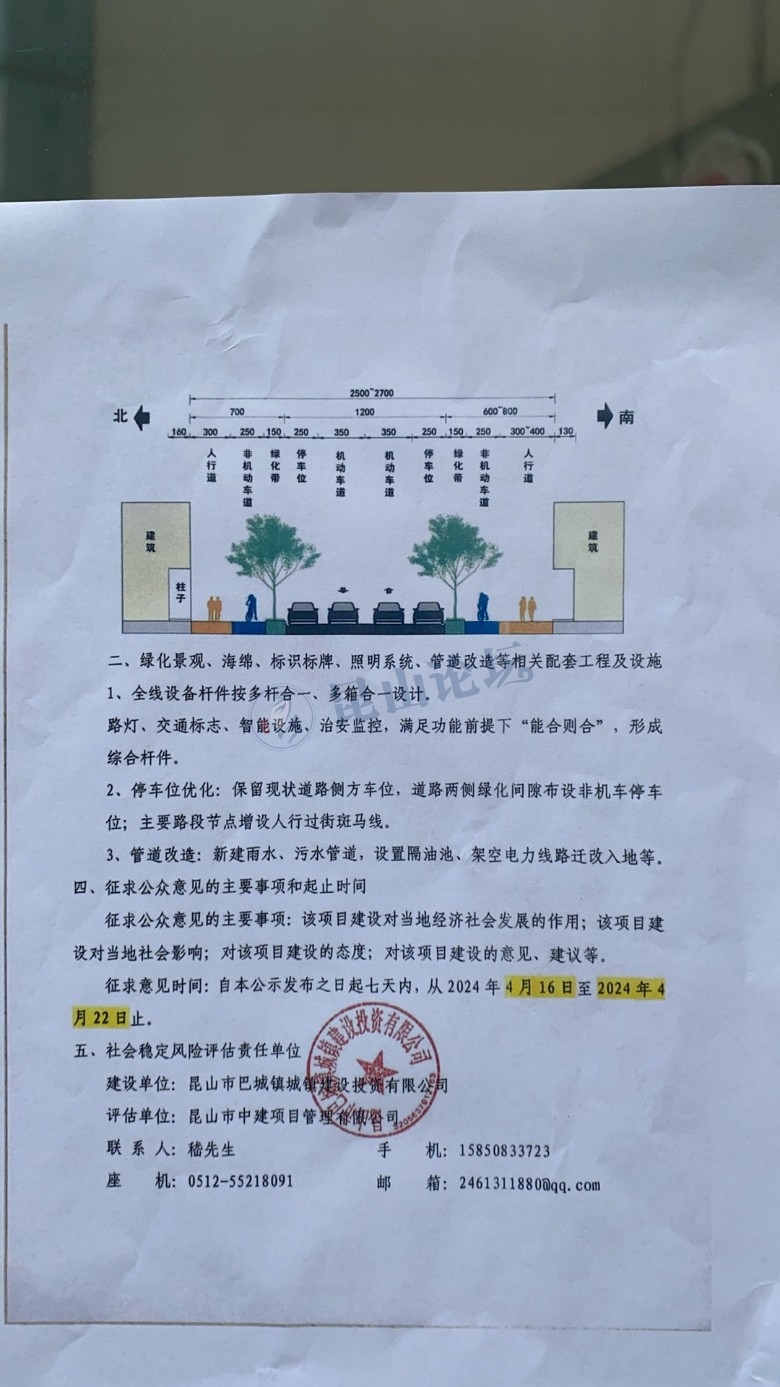 2500~2700
北
700
1200
600~800
南
160 300 250 150 250 350 350 250 150 250 300~400 130
人行道
非机动车道
绿化带
停车位
机动车道
机动车道
停车位
绿化带
非机动车道
人行道
建筑
柱子
建筑
二、绿化景观、海绵、标识标牌、照明系统、管道改造等相关配套工程及设施
1、全线设备杆件按多杆合一、多箱合一设计.
路灯、交通标志、智能设施、治安监控，满足功能前提下“能合则合”，形成
综合杆件。
2、停车位优化：保留现状道路侧方车位，道路两侧绿化间隙布设非机车停车
位；主要路段节点增设人行过街斑马线。
3、管道改造：新建雨水、污水管道，设置隔油池、架空电力线路迁改入地等。
四、征求公众意见的主要事项和起止时间
征求公众意见的主要事项：该项目建设对当地经济社会发展的作用；该项目建
设对当地社会影响；对该项目建设的态度；对该项目建设的意见、建议等。
征求意见时间：自本公示发布之日起七天内，从 2024 年 4 月 16 日至 2024 年 4
月 22 日止.
五、社会稳定风险评估责任单位
建设单位：昆山市巴城镇城镇建设投资有限公司
评估单位：昆山市中建项目管理有限公司
联 系 人：嵇先生 手 机：15850833723
座 机：0512-55218091 邮 箱：2461311880@qq.com
昆山论坛